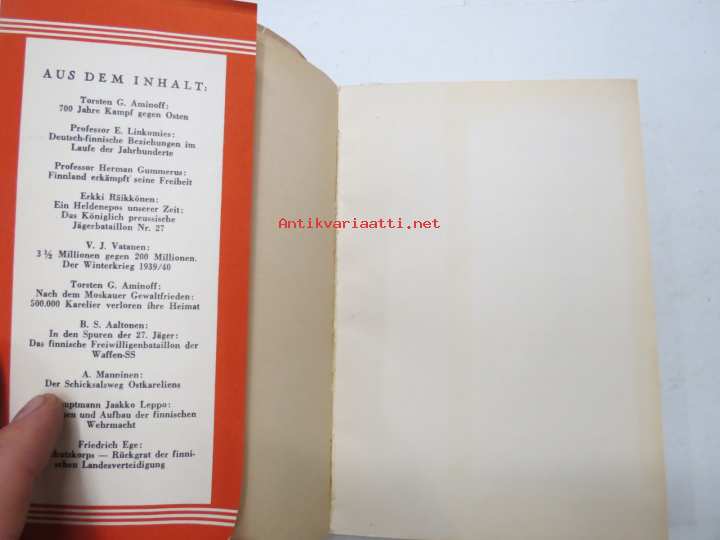 AUS DEM INHALT:
Torsten G. Aminoff:
700 Jahre Kampf gegen Osten
Professor E. Linkomies:
Deutsch-finnische Beziehungen im
Laufe der Jahrhunderte
Professor Herman Gummerus:
Finnland erkämpft seine Freiheit
Erkki Räikkönen:
Ein Heldenepos unserer Zeit:
Das Königlich preussische
Jägerbataillon Nr. 27
V. J. Vatanen:
3 ½ Millionen gegen 200 Millionen.
Der Winterkrieg 1939/40
Torsten G. Aminoff:
Nach dem Moskauer Gewaltfrieden:
500.000 Karelier verloren ihre Heimat
B. S. Aaltonen:
In den Spuren der 27. Jäger:
Das finnische Freiwilligenbataillon der
Waffen-SS
A. Manninen:
Der Schicksalsweg Ostkareliens
Jaakko Leppo:
und Aufbau der finnischen
Wehrmacht
Friedrich Ege:
— Rückgrat der finni-
schen Landesverteidigung
Antikvariaatti.net